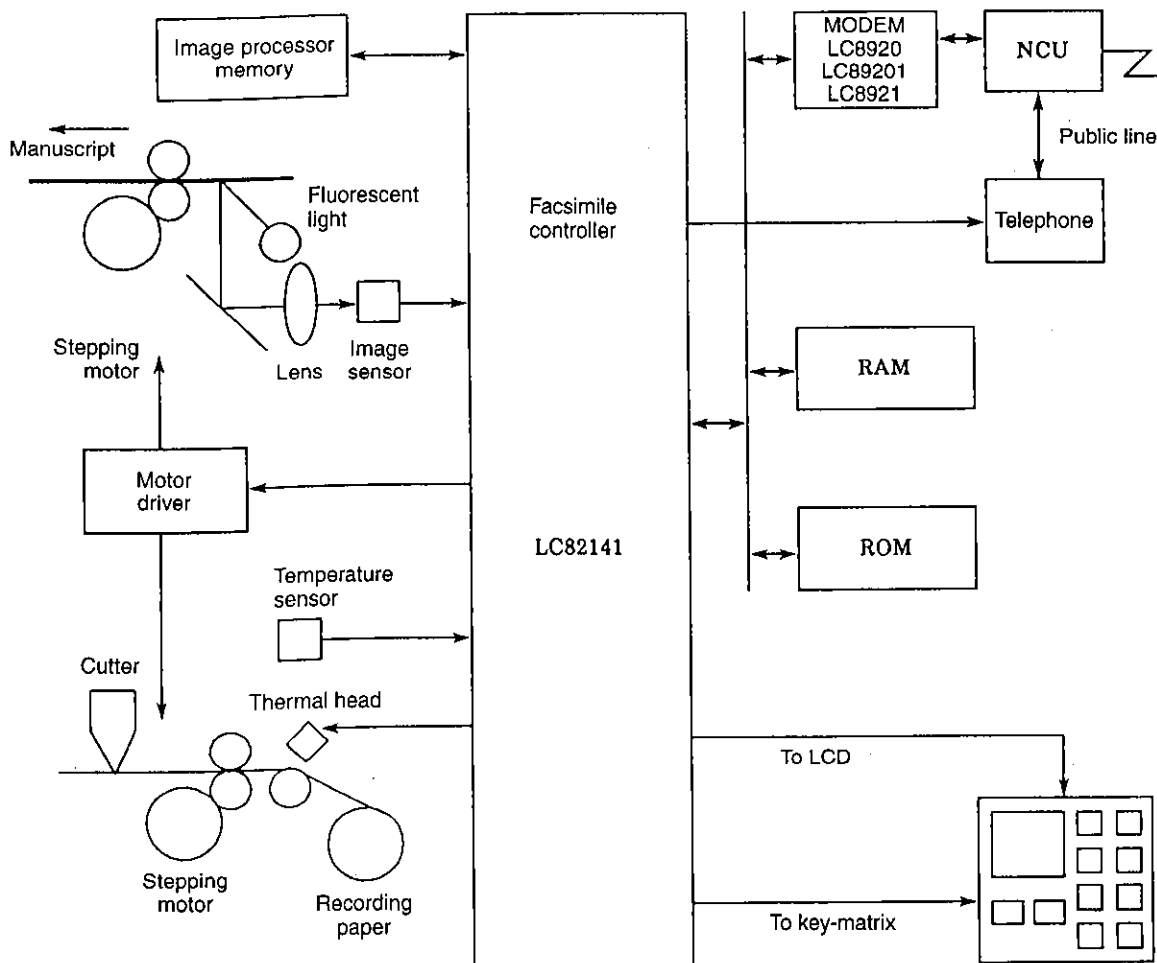 Image processor
memory
MODEM
LC8920
LC89201
LC8921
NCU
Public line
Manuscript
Fluorescent
light
Facsimile
controller
Telephone
Stepping
motor
Lens
Image
sensor
RAM
Motor
driver
LC82141
ROM
Temperature
sensor
Cutter
Thermal head
To LCD
Stepping
motor
Recording
paper
To key-matrix